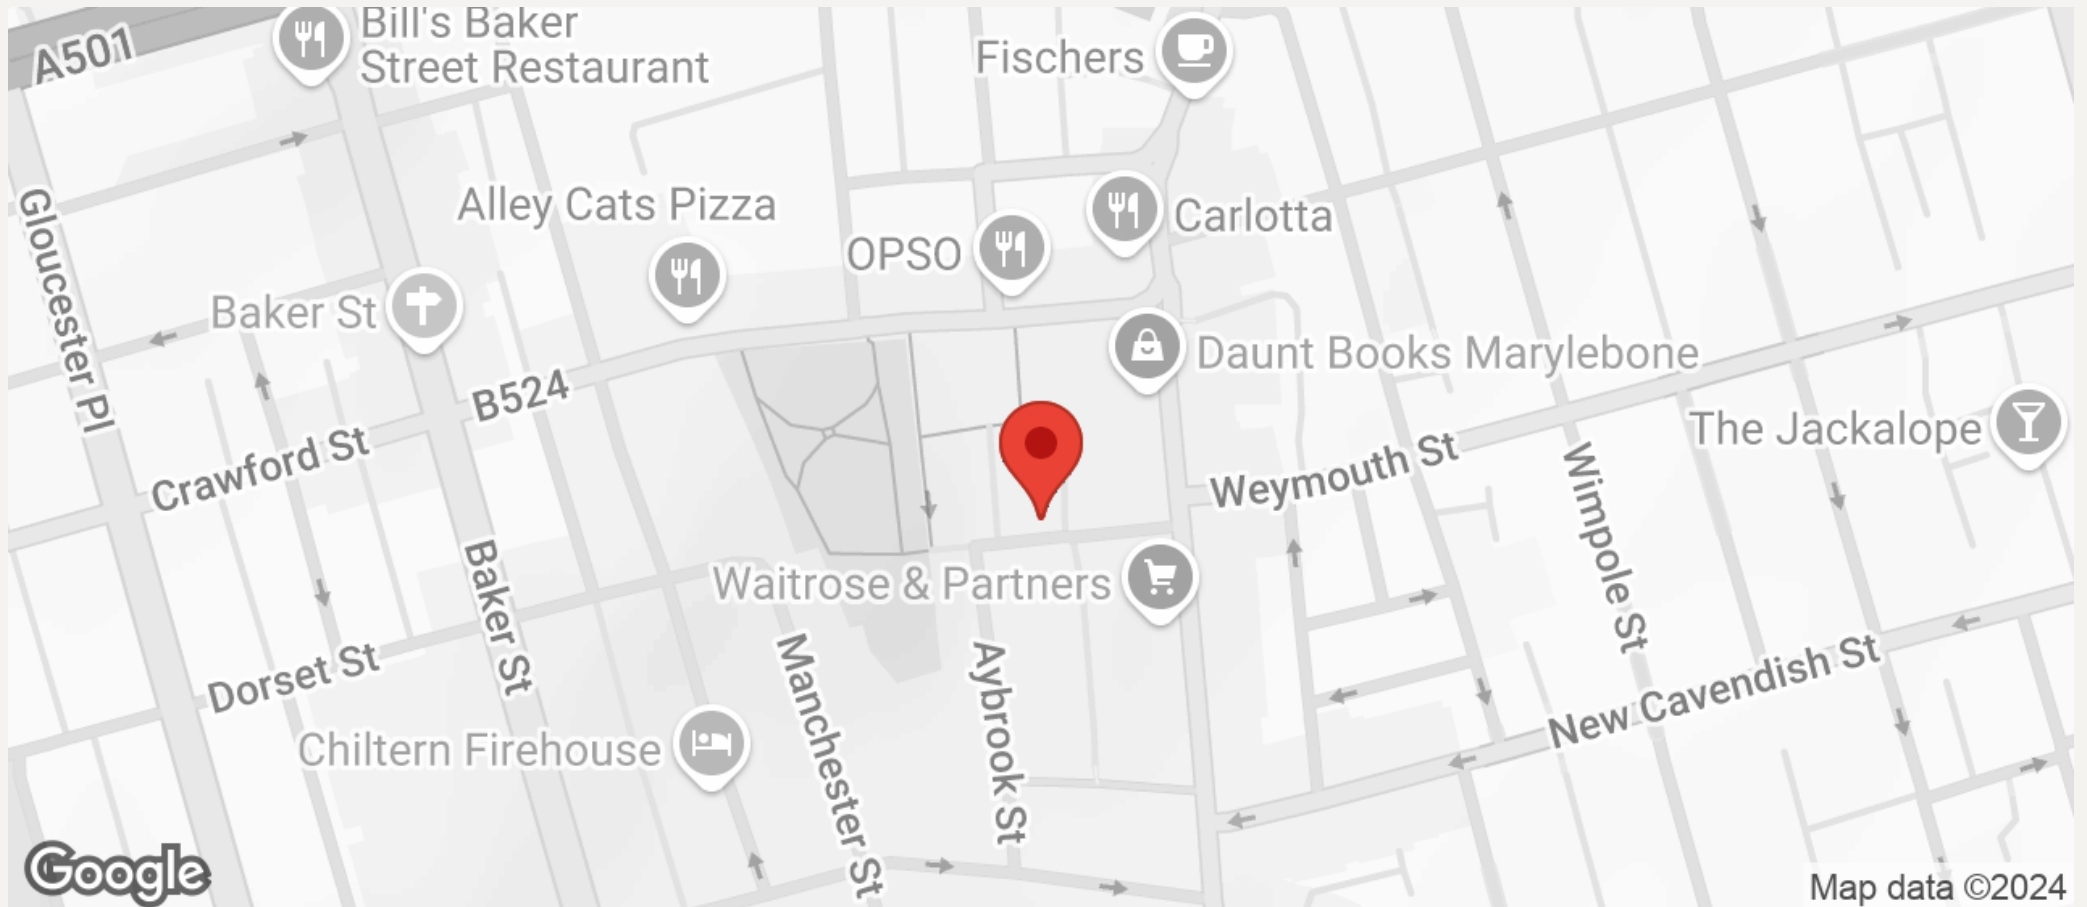 A501
Bill's Baker
Street Restaurant
Fischers
Gloucester Pl
Alley Cats Pizza
OPSO
Carlotta
Baker St
Daunt Books Marylebone
B524
Crawford St
Weymouth St
The Jackalope
Wimpole St
Baker St
Waitrose & Partners
Dorset St
Manchester St
Aybrook St
New Cavendish St
Chiltern Firehouse
Google
Map data ©2024